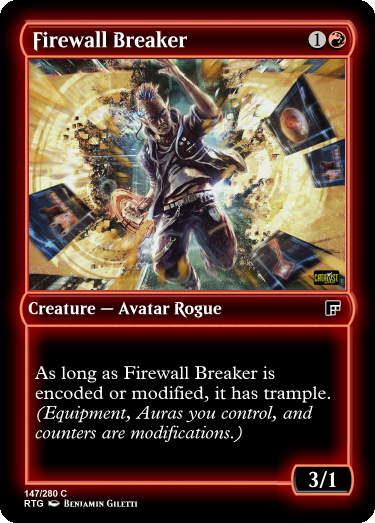 Firewall Breaker
1
CATALYST
Creature — Avatar Rogue
As long as Firewall Breaker is
encoded or modified, it has trample.
(Equipment, Auras you control, and
counters are modifications.)
3/1
147/280 C
RTG Benjamin Giletti